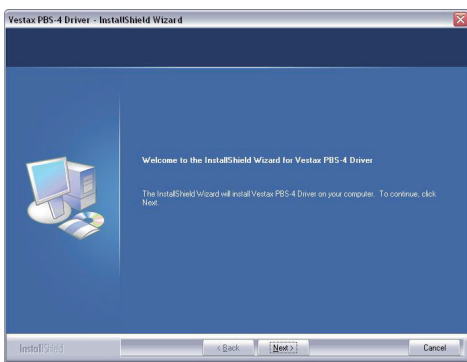 Vestax PBS-4 Driver - InstallShield Wizard
Welcome to the InstallShield Wizard for Vestax PBS-4 Driver
The InstallShield Wizard will install Vestax PBS-4 Driver on your computer. To continue, click
Next.
InstallShield
< Back
Next >
Cancel